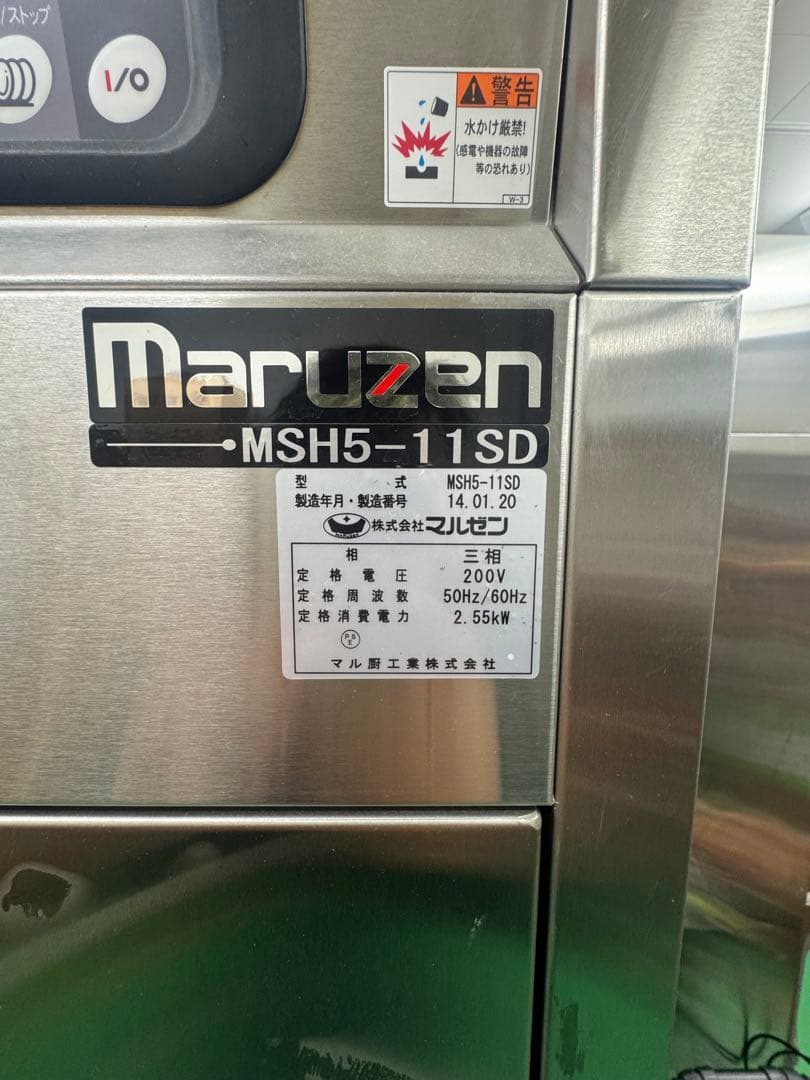 /ストップ
I/O
警告
水かけ厳禁!
(感電や機器の故障
等の恐れあり)
W-3
maruzen
MSH5-11SD
型 式 MSH5-11SD
製造年月・製造番号 14.01.20
株式会社マルゼン
相 三相
定格電圧 200V
定格周波数 50Hz/60Hz
定格消費電力 2.55kW
PSE
マル厨工業株式会社